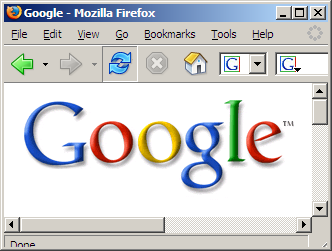 Google - Mozilla Firefox
File Edit View Go Bookmarks Tools Help
G G
Google™
Done